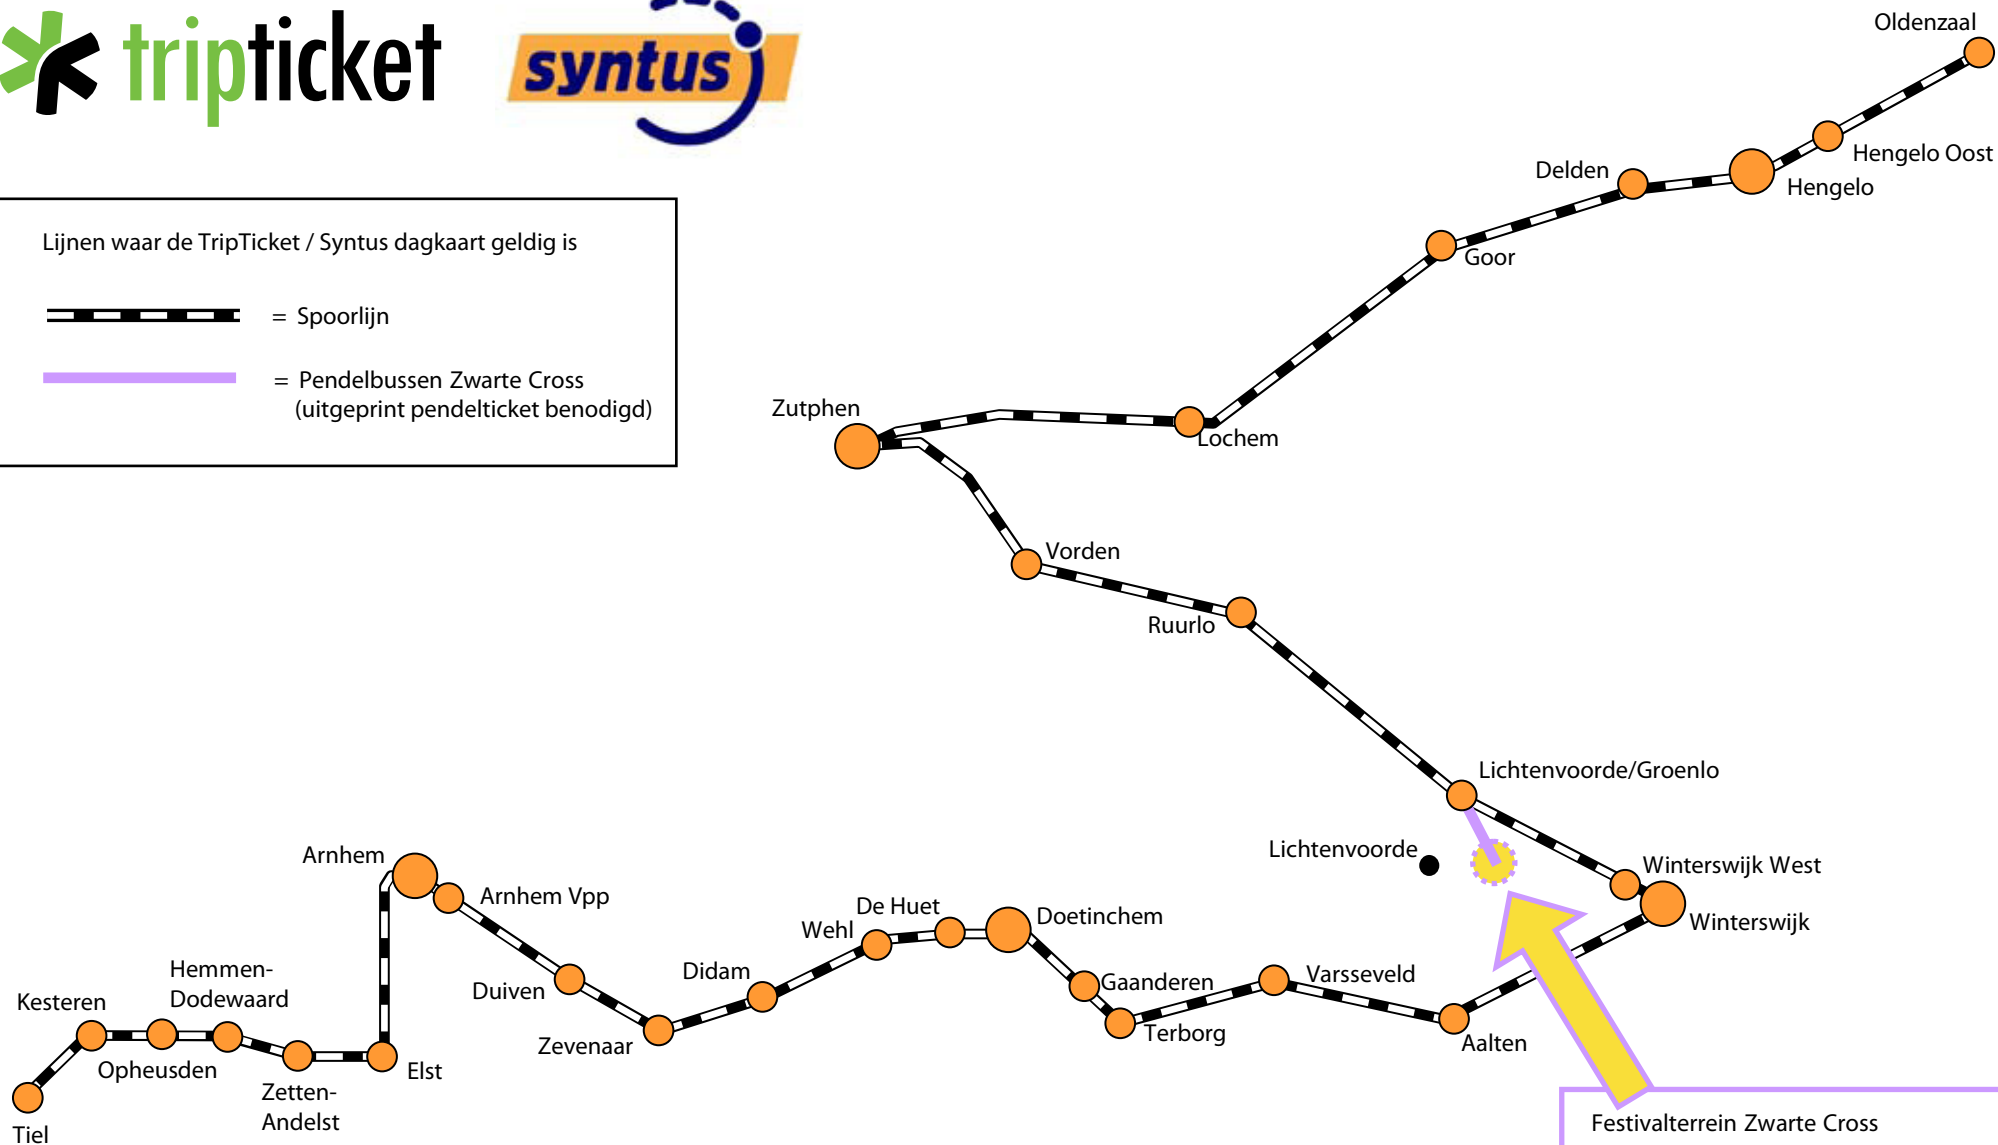 tripticket
syntus
Lijnen waar de TripTicket / Syntus dagkaart geldig is
= Spoorlijn
= Pendelbussen Zwarte Cross
(uitgeprint pendelticket benodigd)
Oldenzaal
Hengelo Oost
Hengelo
Delden
Goor
Lochem
Zutphen
Vorden
Ruurlo
Lichtenvoorde/Groenlo
Lichtenvoorde
Winterswijk West
Winterswijk
Arnhem
Arnhem Vpp
Duiven
Zevenaar
Didam
Wehl
De Huet
Doetinchem
Gaanderen
Terborg
Varsseveld
Aalten
Kesteren
Hemmen-
Dodewaard
Opheusden
Zetten-
Andelst
Elst
Tiel
Festivalterrein Zwarte Cross